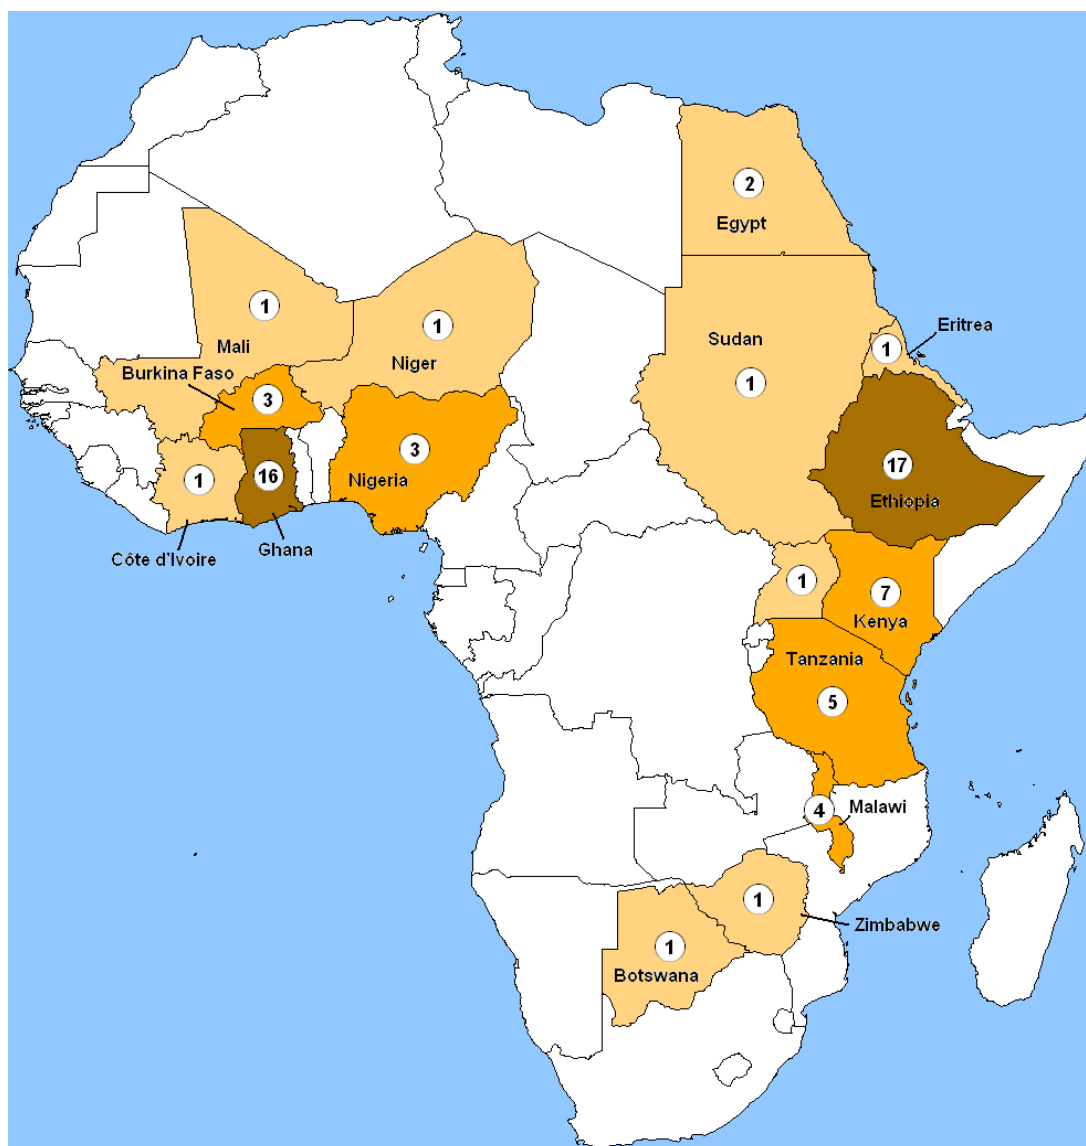 2
Egypt
1
Mali
1
Niger
Sudan
1
Eritrea
1
Burkina Faso
3
3
Nigeria
1
Côte d'Ivoire
16
Ghana
17
Ethiopia
1
7
Kenya
Tanzania
5
4
Malawi
1
Zimbabwe
1
Botswana